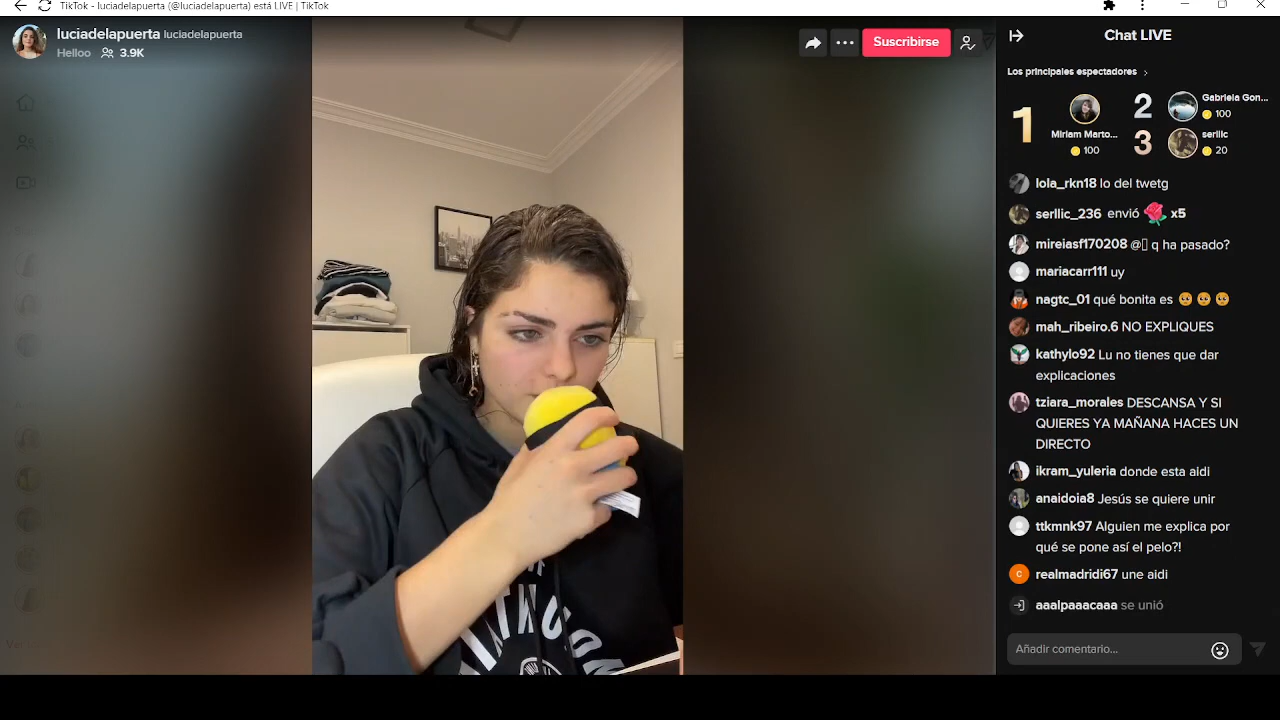 TikTok - luciadelapuerta (@luciadelapuerta) está LIVE | TikTok
luciadelapuerta luciadelapuerta
Helloo 3.9K
Suscribirse
Chat LIVE
Los principales espectadores
1
Miriam Marto...
100
2
Gabriela Gon...
100
3
serllc
20
lola_rkn18 lo del twetg
serllic_236 envió x5
mireiasf170208 @ q ha pasado?
mariacarr111 uy
nagtc_01 qué bonita es 🥺🥺🥺
mah_ribeiro.6 NO EXPLIQUES
kathylo92 Lu no tienes que dar
explicaciones
tziara_morales DESCANSA Y SI
QUIERES YA MAÑANA HACES UN
DIRECTO
ikram_yuleria donde esta aidi
anaidoia8 Jesús se quiere unir
ttkmnk97 Alguien me explica por
qué se pone así el pelo?!
C realmadridi67 une aidi
aaalpaaacaaa se unió
Añadir comentario...